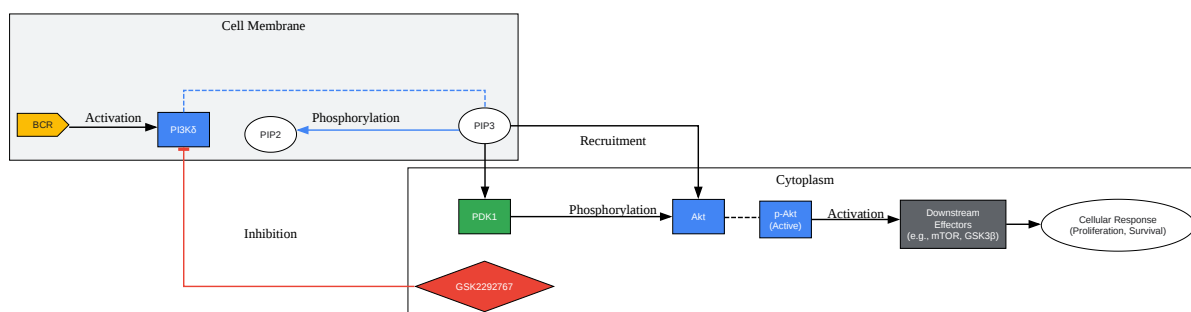 Cell Membrane
BCR
Activation
PI3Kδ
PIP2
Phosphorylation
PIP3
Recruitment
Cytoplasm
PDK1
Phosphorylation
Akt
p-Akt
(Active)
Activation
Downstream
Effectors
(e.g., mTOR, GSK3β)
Cellular Response
(Proliferation, Survival)
Inhibition
GSK2292767